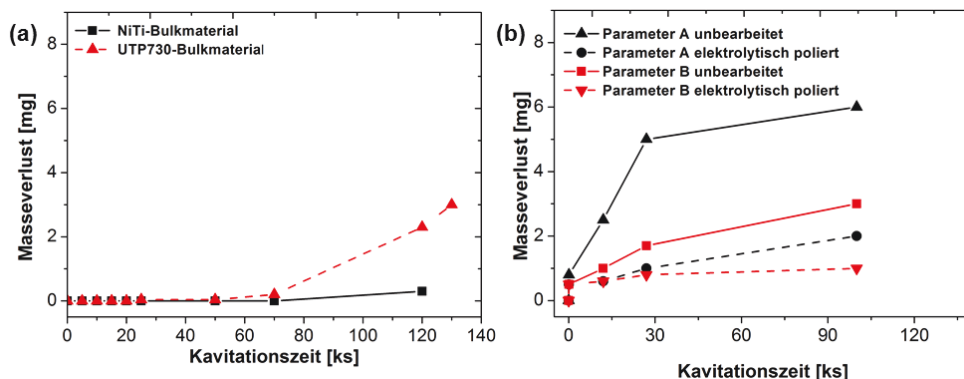 (a)
NiTi-Bulkmaterial
UTP730-Bulkmaterial
Masseverlust [mg]
8
6
4
2
0
0 20 40 60 80 100 120 140
Kavitationszeit [ks]
(b)
Parameter A unbearbeitet
Parameter A elektrolytisch poliert
Parameter B unbearbeitet
Parameter B elektrolytisch poliert
Masseverlust [mg]
8
6
4
2
0
0 30 60 90 120
Kavitationszeit [ks]